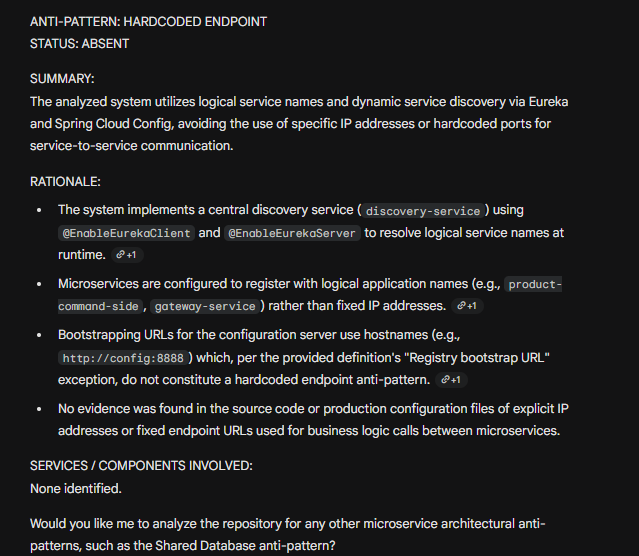 ANTI-PATTERN: HARDCODED ENDPOINT
STATUS: ABSENT
SUMMARY:
The analyzed system utilizes logical service names and dynamic service discovery via Eureka
and Spring Cloud Config, avoiding the use of specific IP addresses or hardcoded ports for
service-to-service communication.
RATIONALE:
• The system implements a central discovery service ( discovery-service ) using
@EnableEurekaClient and @EnableEurekaServer to resolve logical service names at
runtime. +1
• Microservices are configured to register with logical application names (e.g., product-
command-side , gateway-service ) rather than fixed IP addresses. +1
• Bootstrapping URLs for the configuration server use hostnames (e.g.,
http://config:8888 ) which, per the provided definition's "Registry bootstrap URL"
exception, do not constitute a hardcoded endpoint anti-pattern. +1
• No evidence was found in the source code or production configuration files of explicit IP
addresses or fixed endpoint URLs used for business logic calls between microservices.
SERVICES / COMPONENTS INVOLVED:
None identified.
Would you like me to analyze the repository for any other microservice architectural anti-
patterns, such as the Shared Database anti-pattern?